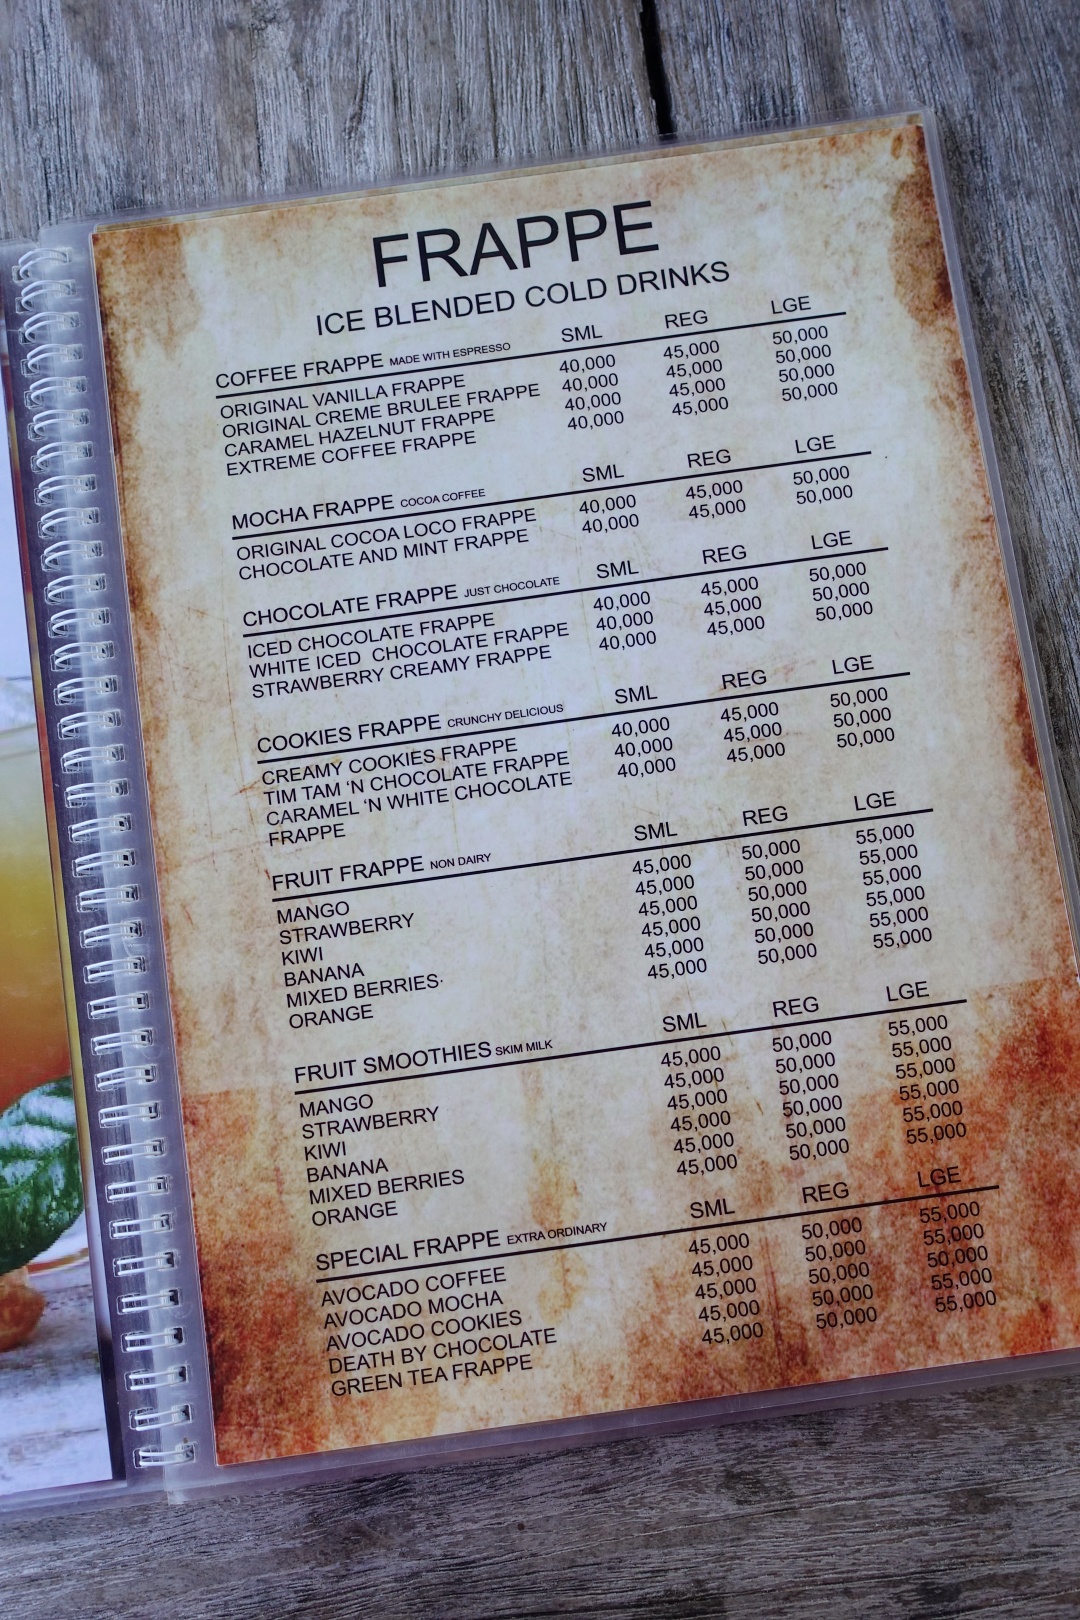 FRAPPE
ICE BLENDED COLD DRINKS
COFFEE FRAPPE MADE WITH ESPRESSO SML REG LGE
ORIGINAL VANILLA FRAPPE 40,000 45,000 50,000
ORIGINAL CREME BRULEE FRAPPE 40,000 45,000 50,000
CARAMEL HAZELNUT FRAPPE 40,000 45,000 50,000
EXTREME COFFEE FRAPPE 40,000 45,000 50,000
MOCHA FRAPPE COCOA COFFEE SML REG LGE
ORIGINAL COCOA LOCO FRAPPE 40,000 45,000 50,000
CHOCOLATE AND MINT FRAPPE 40,000 45,000 50,000
CHOCOLATE FRAPPE JUST CHOCOLATE SML REG LGE
ICED CHOCOLATE FRAPPE 40,000 45,000 50,000
WHITE ICED CHOCOLATE FRAPPE 40,000 45,000 50,000
STRAWBERRY CREAMY FRAPPE 40,000 45,000 50,000
COOKIES FRAPPE CRUNCHY DELICIOUS SML REG LGE
CREAMY COOKIES FRAPPE 40,000 45,000 50,000
TIM TAM ‘N CHOCOLATE FRAPPE 40,000 45,000 50,000
CARAMEL ‘N WHITE CHOCOLATE 40,000 45,000 50,000
FRAPPE
FRUIT FRAPPE NON DAIRY SML REG LGE
MANGO 45,000 50,000 55,000
STRAWBERRY 45,000 50,000 55,000
KIWI 45,000 50,000 55,000
BANANA 45,000 50,000 55,000
MIXED BERRIES 45,000 50,000 55,000
ORANGE 45,000 50,000 55,000
FRUIT SMOOTHIES SKIM MILK SML REG LGE
MANGO 45,000 50,000 55,000
STRAWBERRY 45,000 50,000 55,000
KIWI 45,000 50,000 55,000
BANANA 45,000 50,000 55,000
MIXED BERRIES 45,000 50,000 55,000
ORANGE 45,000 50,000 55,000
SPECIAL FRAPPE EXTRA ORDINARY SML REG LGE
AVOCADO COFFEE 45,000 50,000 55,000
AVOCADO MOCHA 45,000 50,000 55,000
AVOCADO COOKIES 45,000 50,000 50,000
DEATH BY CHOCOLATE 45,000 50,000 55,000
GREEN TEA FRAPPE 45,000 50,000 55,000